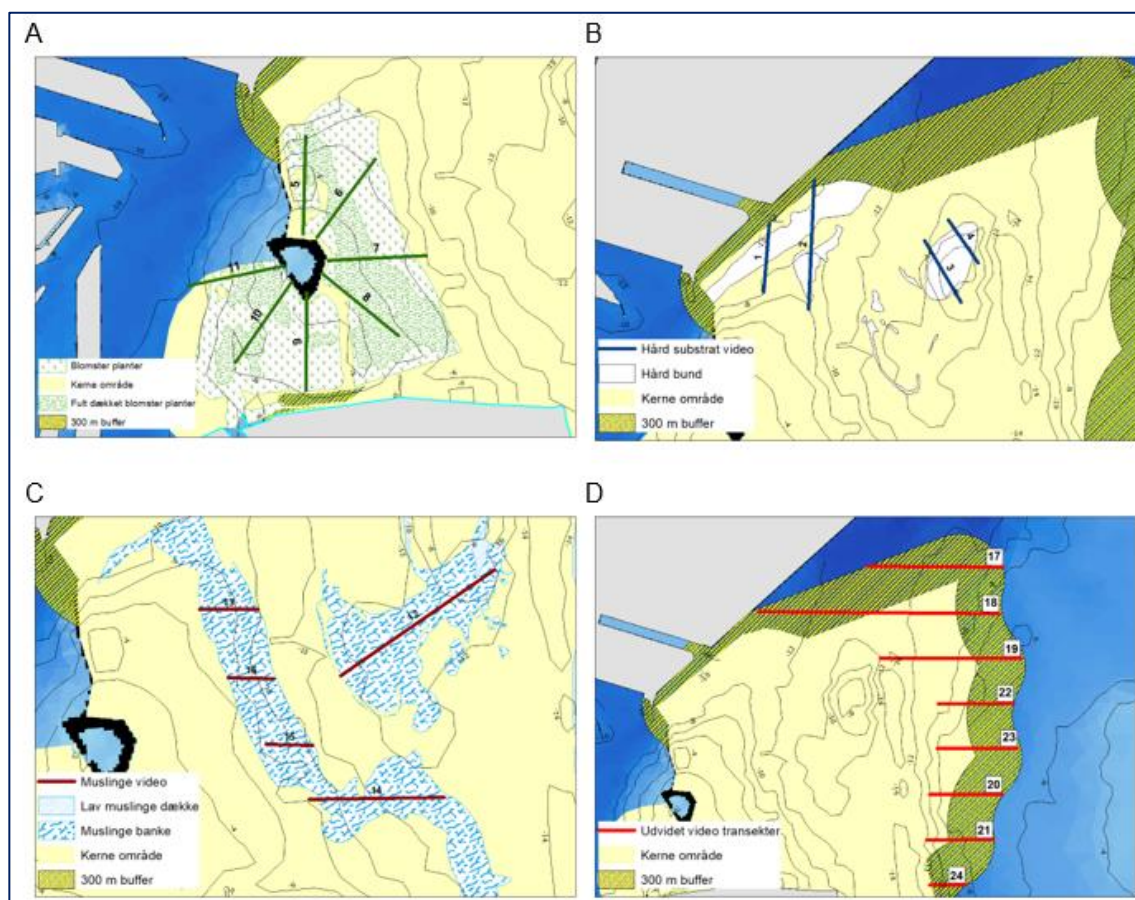 A
5
6
7
8
9
10
11
Blomster planter
Kerne område
Fult dækket blomster planter
300 m buffer
B
1
2
3
4
Hård substrat video
Hård bund
Kerne område
300 m buffer
C
12
14
Muslinge video
Lav muslinge dække
Muslinge banke
Kerne område
300 m buffer
D
17
18
19
22
23
20
21
24
Udvidet video transekter
Kerne område
300 m buffer